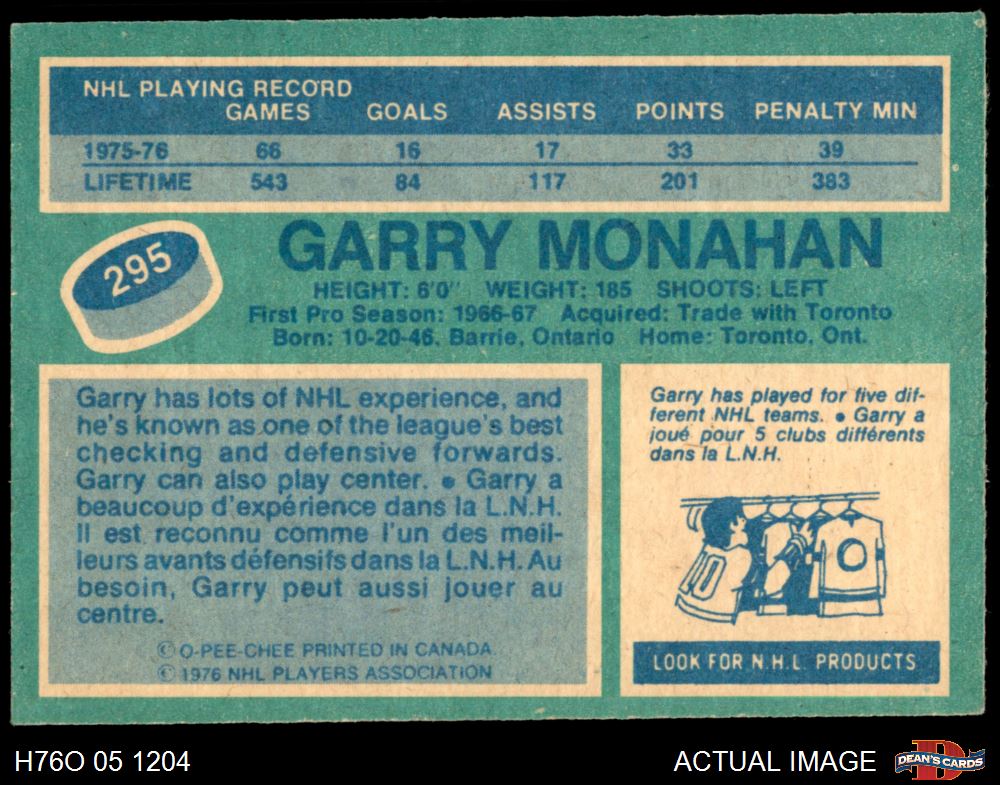 NHL PLAYING RECORD
GAMES GOALS ASSISTS POINTS PENALTY MIN
1975-76 66 16 17 33 39
LIFETIME 543 84 117 201 383
295
GARRY MONAHAN
HEIGHT: 6'0" WEIGHT: 185 SHOOTS: LEFT
First Pro Season: 1966-67 Acquired: Trade with Toronto
Born: 10-20-46. Barrie, Ontario Home: Toronto, Ont.
Garry has lots of NHL experience, and
he's known as one of the league's best
checking and defensive forwards.
Garry can also play center. ● Garry a
beaucoup d'expérience dans la L.N.H.
Il est reconnu comme l'un des meil-
leurs avants défensifs dans la L.N.H. Au
besoin, Garry peut aussi jouer au
centre.
© O-PEE-CHEE PRINTED IN CANADA.
© 1976 NHL PLAYERS ASSOCIATION
Garry has played for five dif-
ferent NHL teams. ● Garry a
joué pour 5 clubs différents
dans la L.N.H.
LOOK FOR N.H.L. PRODUCTS
H76O 05 1204
ACTUAL IMAGE
DEAN'S CARDS